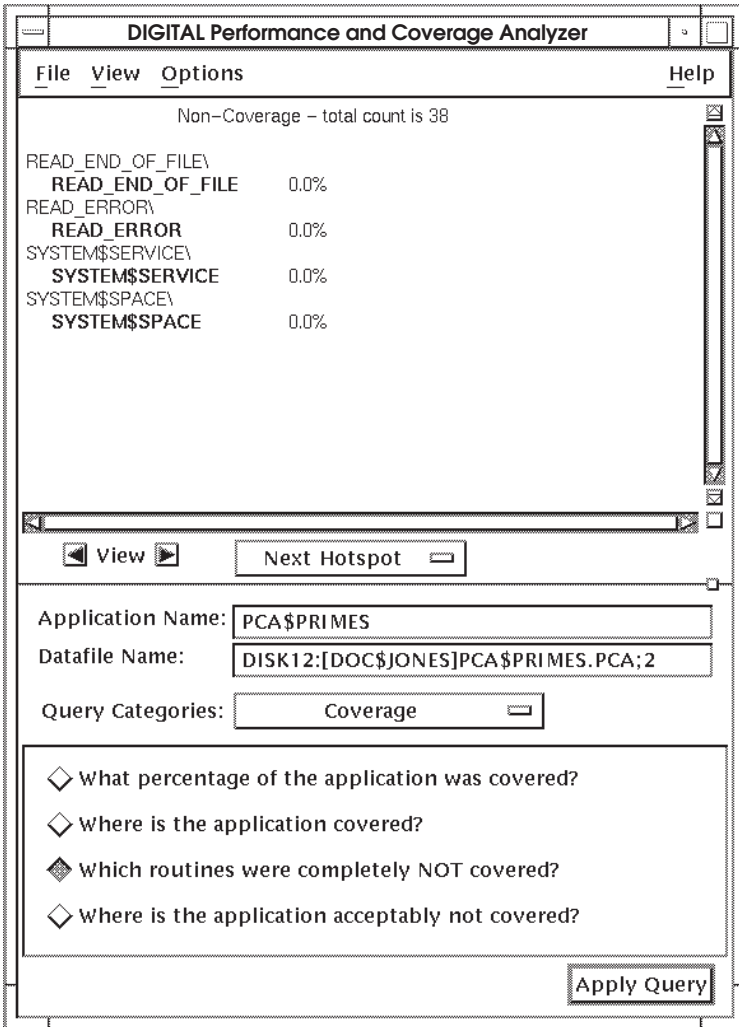 DIGITAL Performance and Coverage Analyzer
File View Options Help
Non-Coverage - total count is 38
READ_END_OF_FILE\
READ_END_OF_FILE 0.0%
READ_ERROR\
READ_ERROR 0.0%
SYSTEM$SERVICE\
SYSTEM$SERVICE 0.0%
SYSTEM$SPACE\
SYSTEM$SPACE 0.0%
View Next Hotspot
Application Name: PCA$PRIMES
Datafile Name: DISK12:[DOC$JONES]PCA$PRIMES.PCA;2
Query Categories: Coverage
What percentage of the application was covered?
Where is the application covered?
Which routines were completely NOT covered?
Where is the application acceptably not covered?
Apply Query